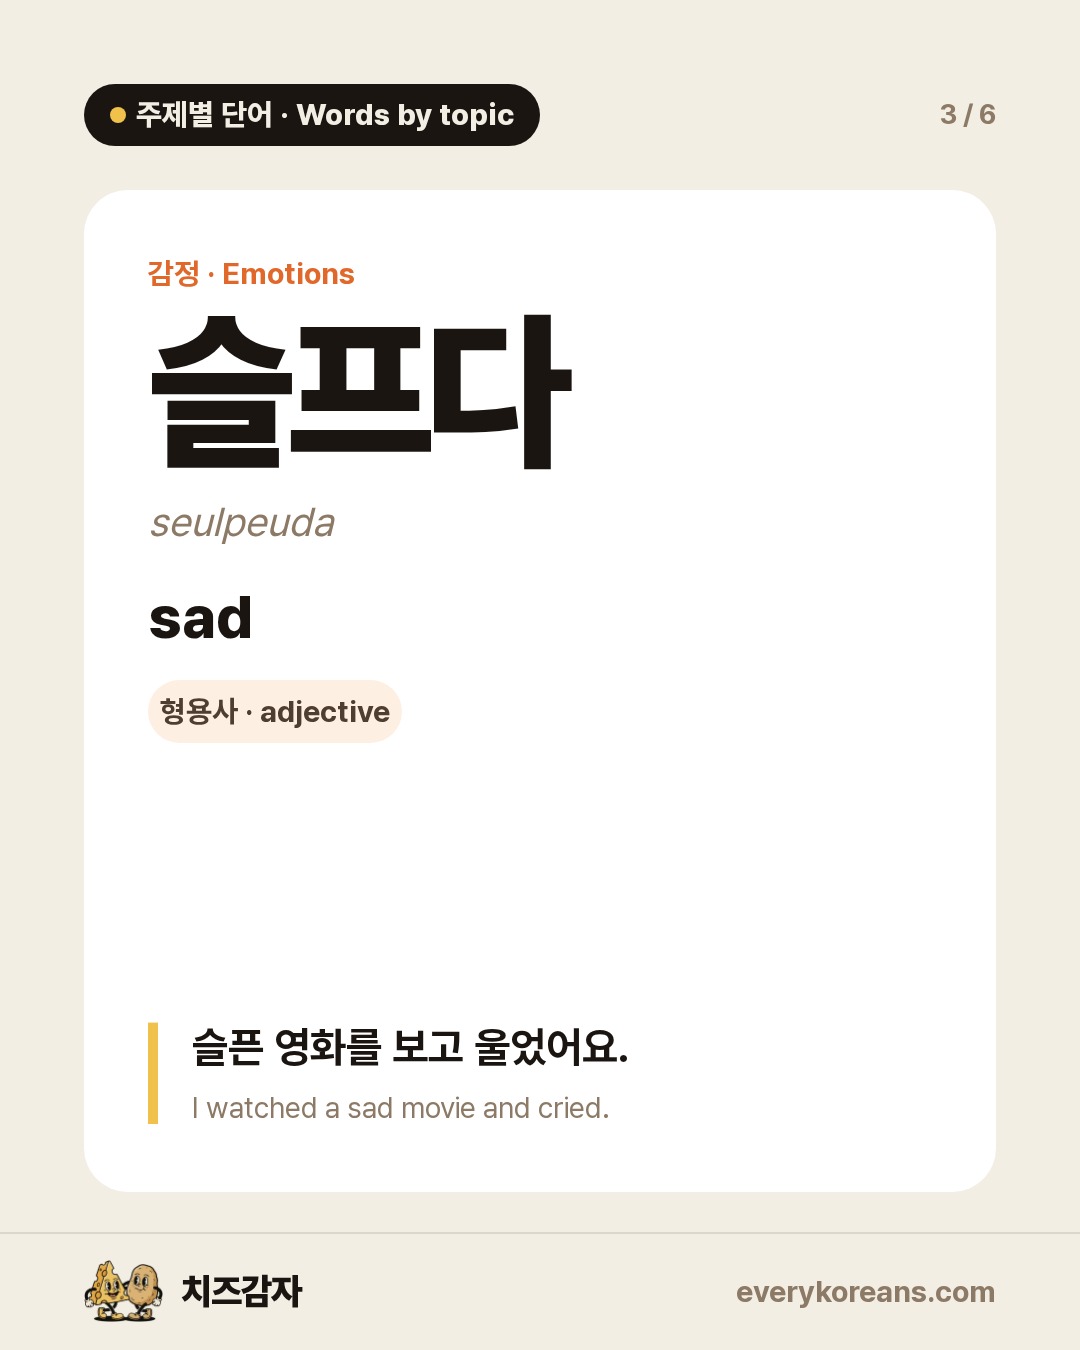 주제별 단어 · Words by topic
3 / 6
감정 · Emotions
슬프다
seulpeuda
sad
형용사 · adjective
슬픈 영화를 보고 울었어요.
I watched a sad movie and cried.
치즈감자
everykoreans.com